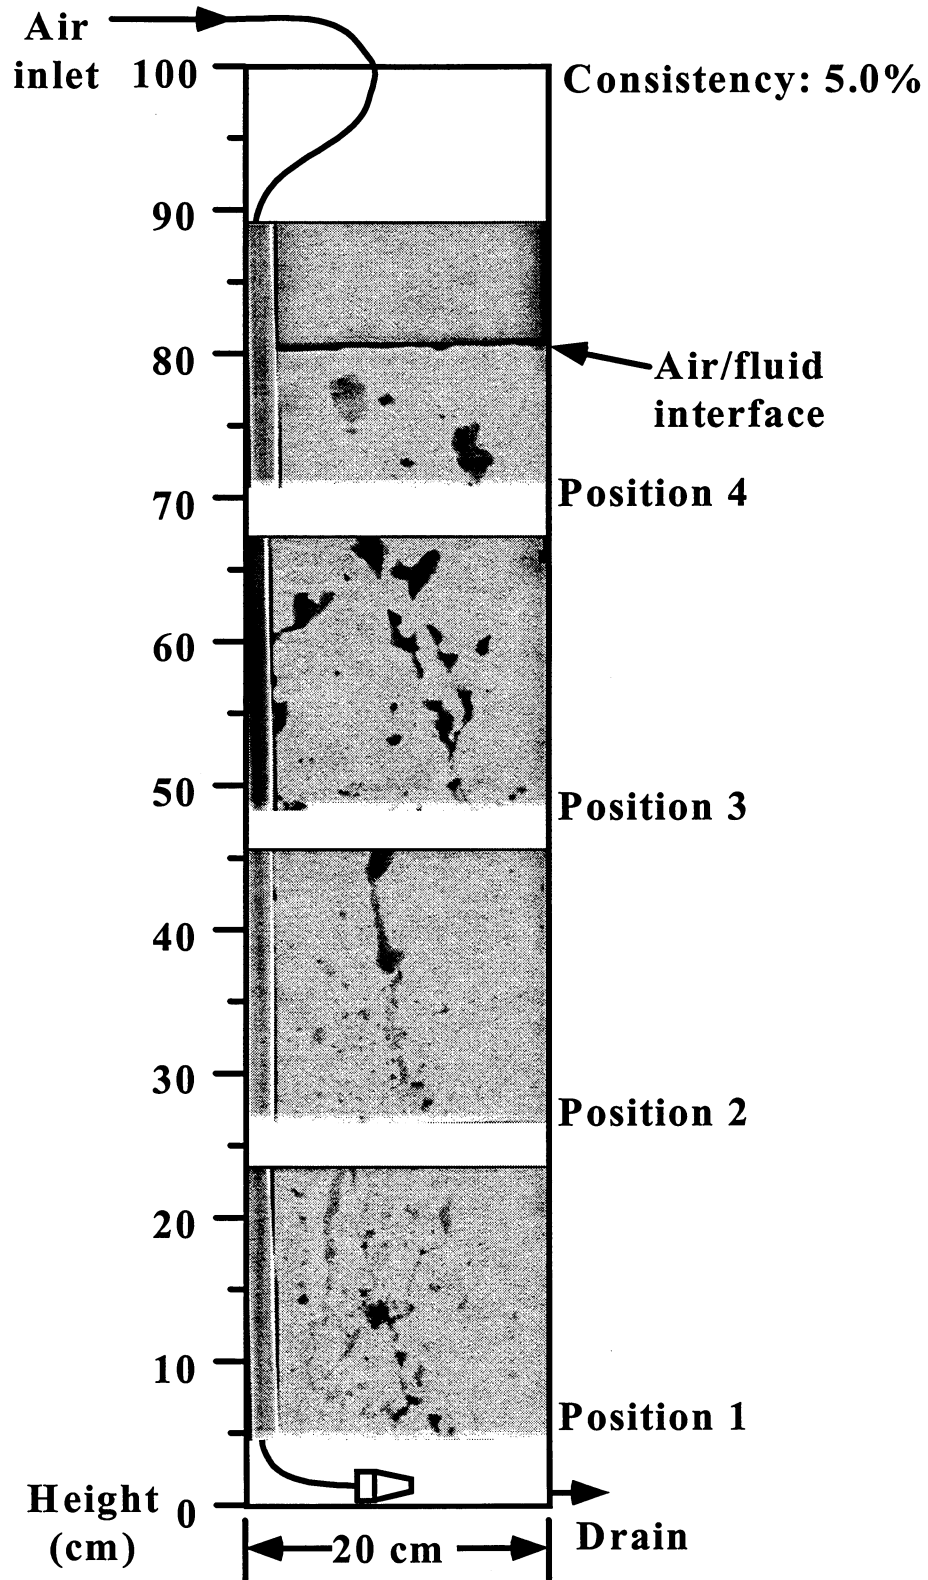 Air
inlet
100
Consistency: 5.0%
90
80
Air/fluid
interface
70
Position 4
60
50
Position 3
40
30
Position 2
20
10
Position 1
Height
(cm)
0
Drain
20 cm